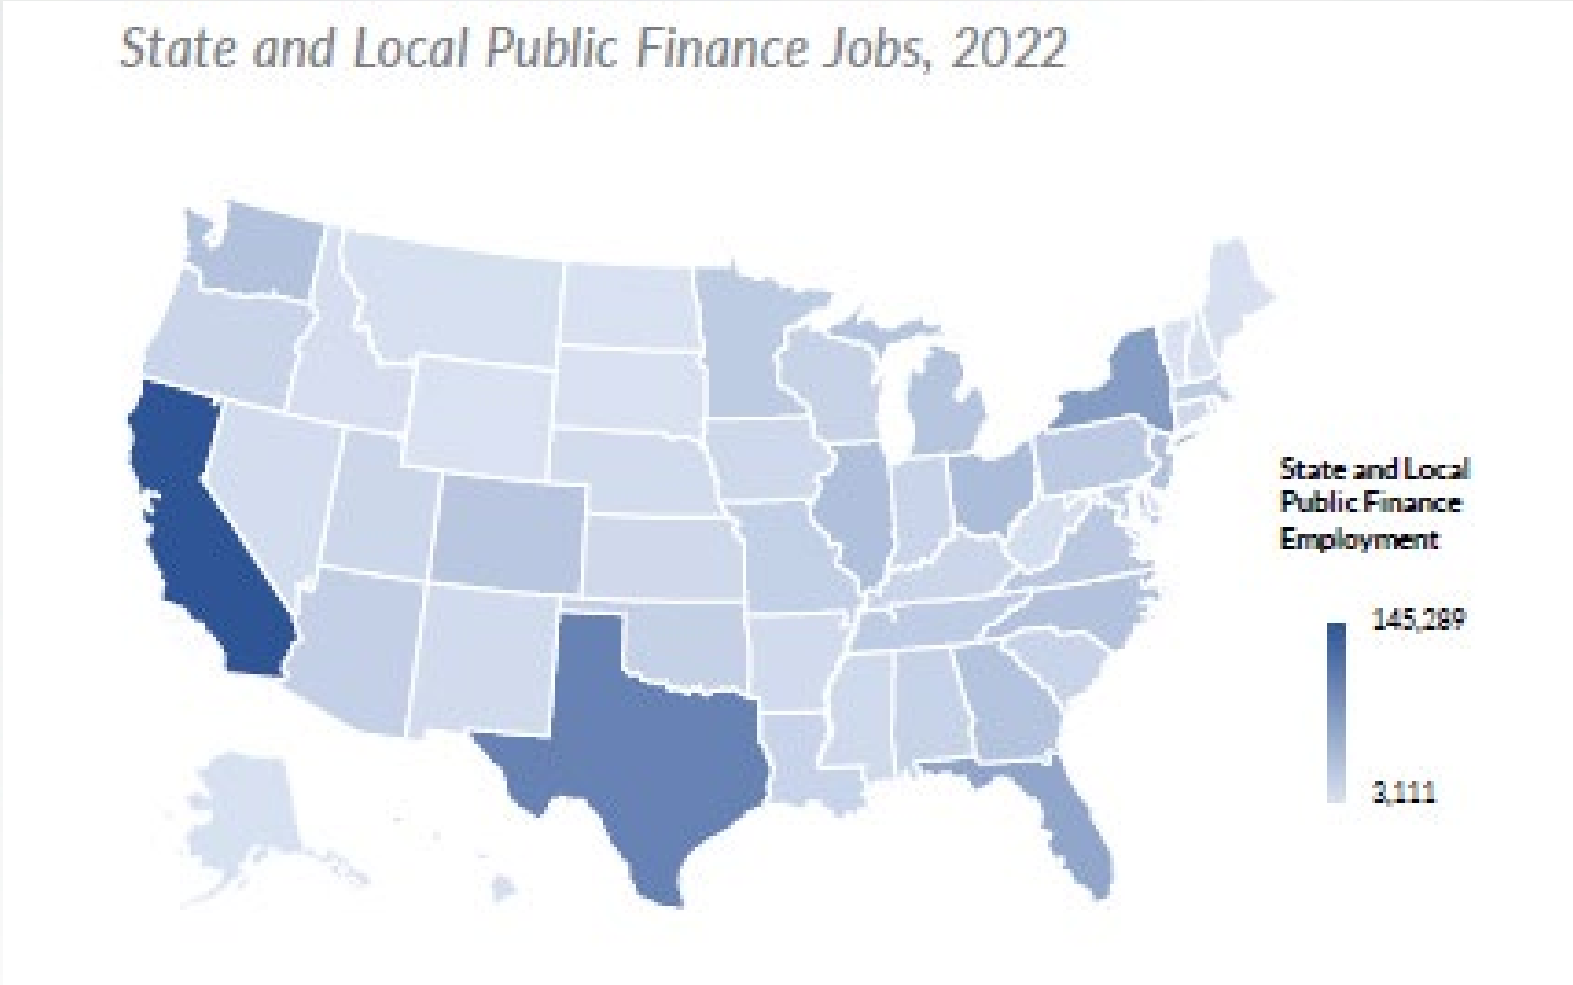 State and Local Public Finance Jobs, 2022
State and Local
Public Finance
Employment
145,289
3,111